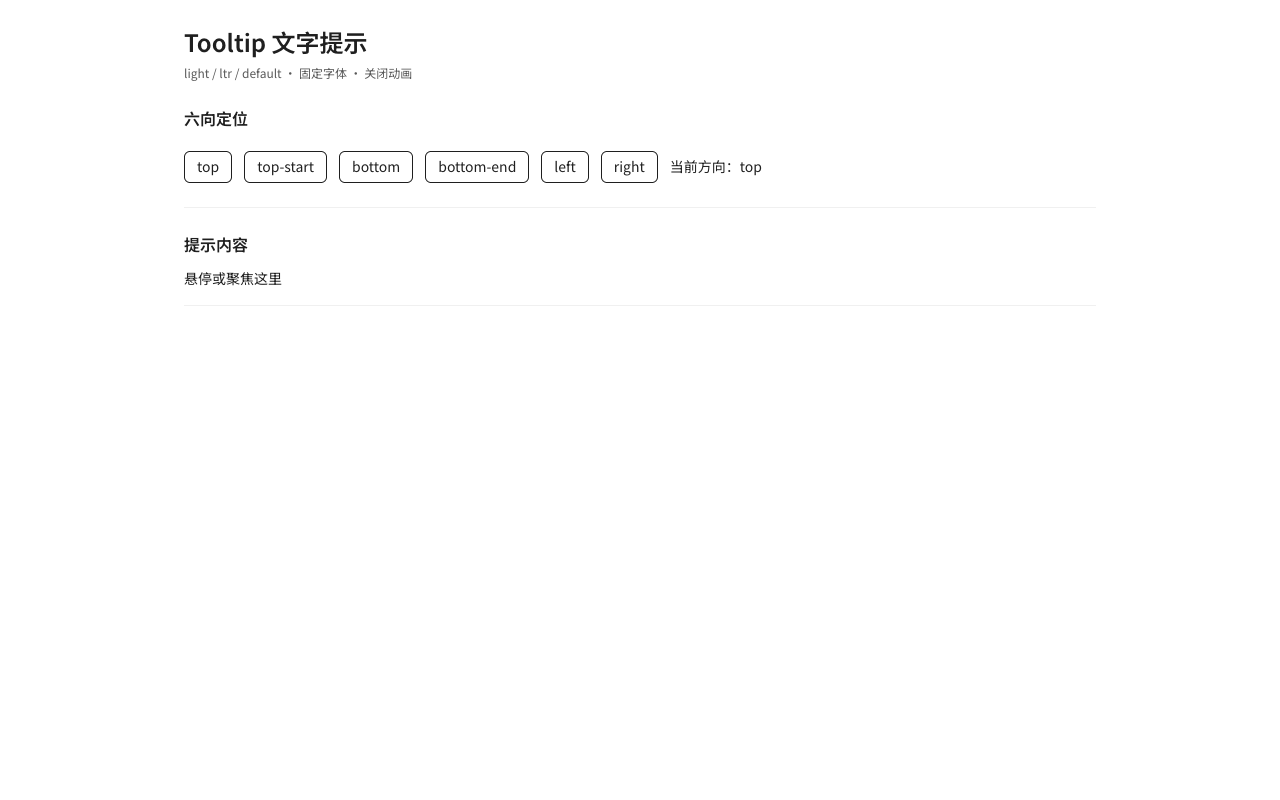 Tooltip 文字提示
light / ltr / default · 固定字体 · 关闭动画
六向定位
top top-start bottom bottom-end left right 当前方向：top
提示内容
悬停或聚焦这里